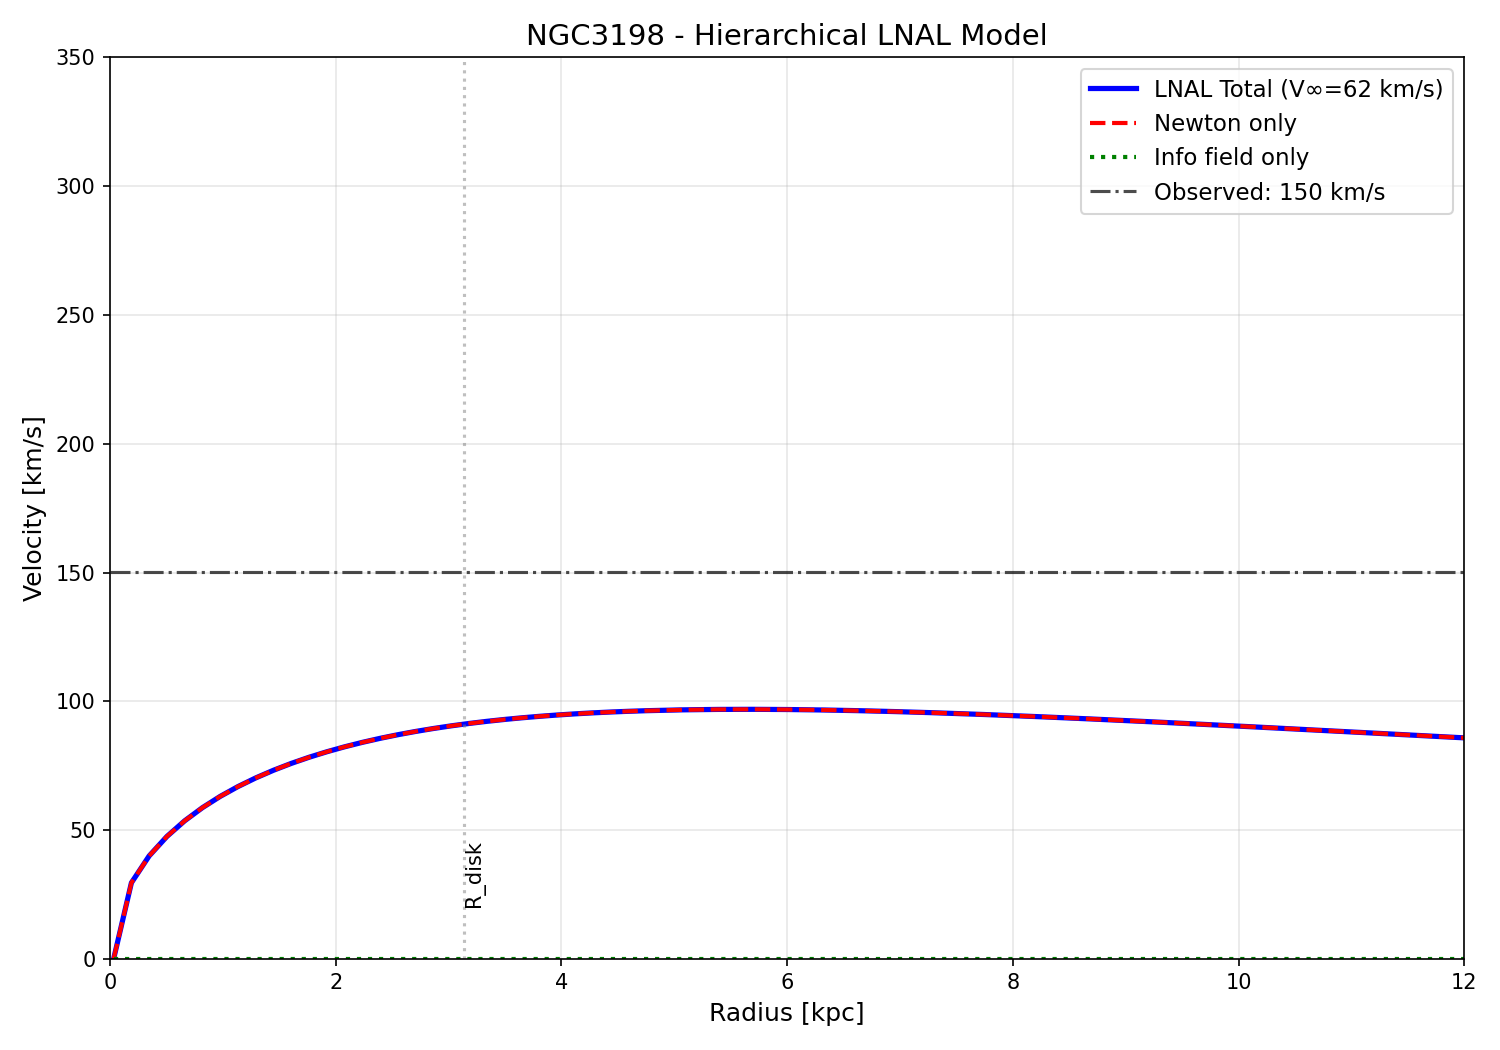 NGC3198 - Hierarchical LNAL Model
LNAL Total (V∞=62 km/s)
Newton only
Info field only
Observed: 150 km/s
350
300
250
200
150
100
50
0
Velocity [km/s]
R_disk
0 2 4 6 8 10 12
Radius [kpc]